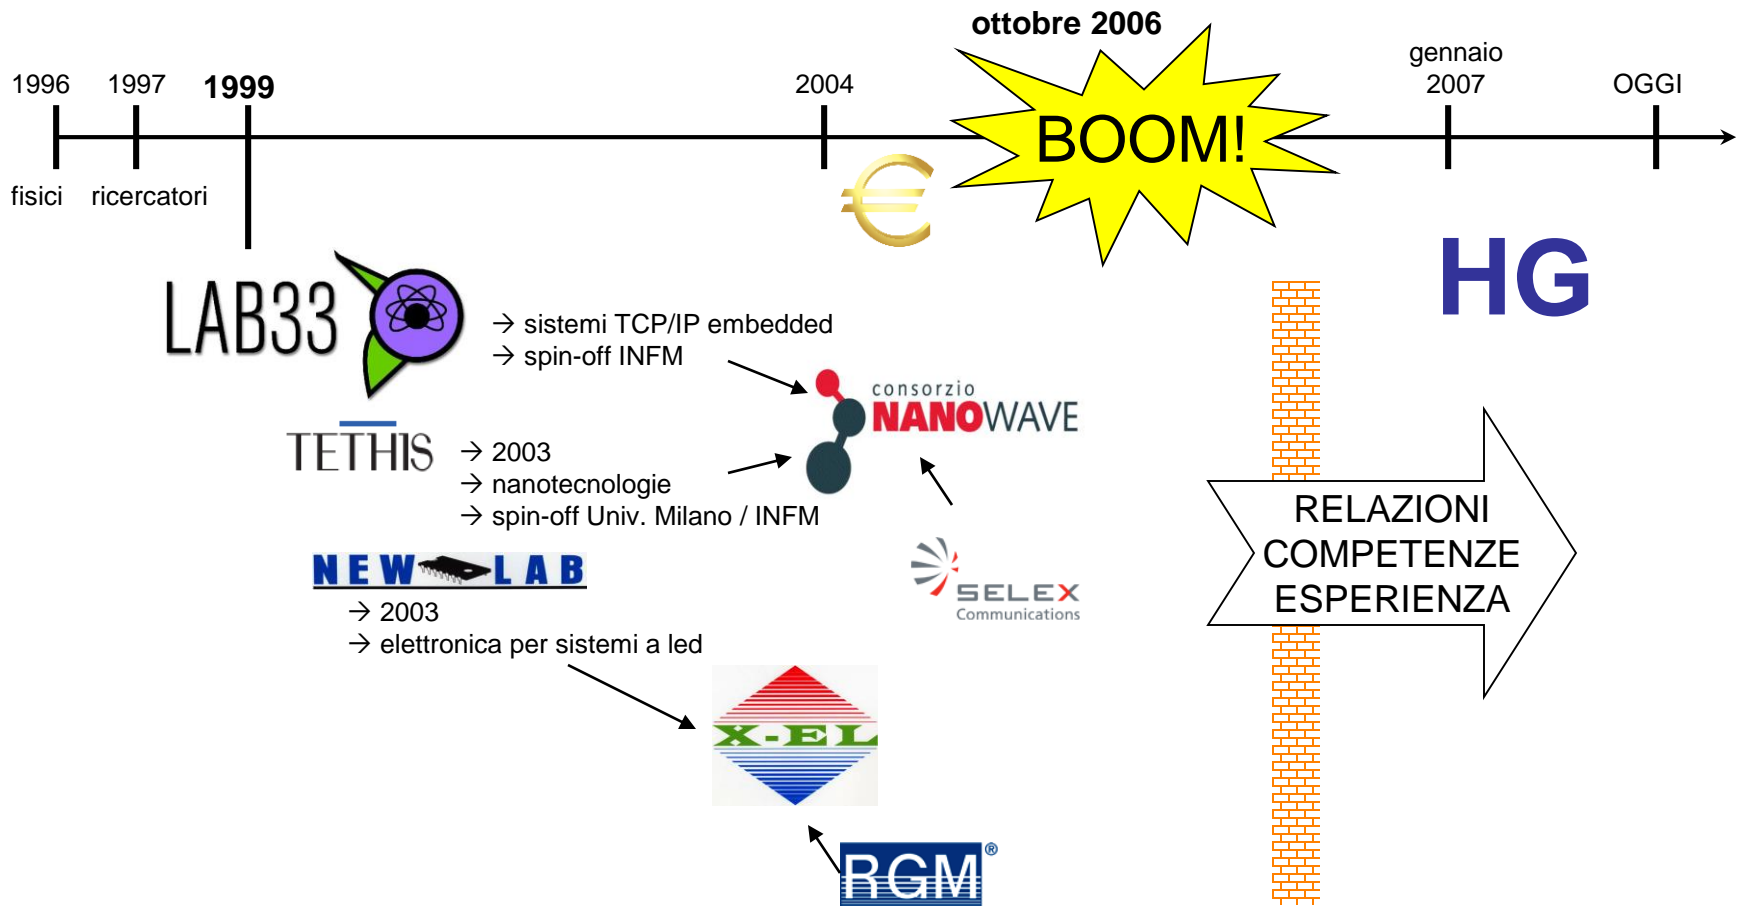 ottobre 2006
1996
1997
1999
2004
gennaio
2007
OGGI
BOOM!
fisici
ricercatori
€
HG
LAB33
→ sistemi TCP/IP embedded
→ spin-off INFM
consorzio
NANOWAVE
TETHIS
→ 2003
→ nanotecnologie
→ spin-off Univ. Milano / INFM
RELAZIONI
COMPETENZE
ESPERIENZA
NEW LAB
→ 2003
→ elettronica per sistemi a led
SELEX
Communications
X-EL
RGM®